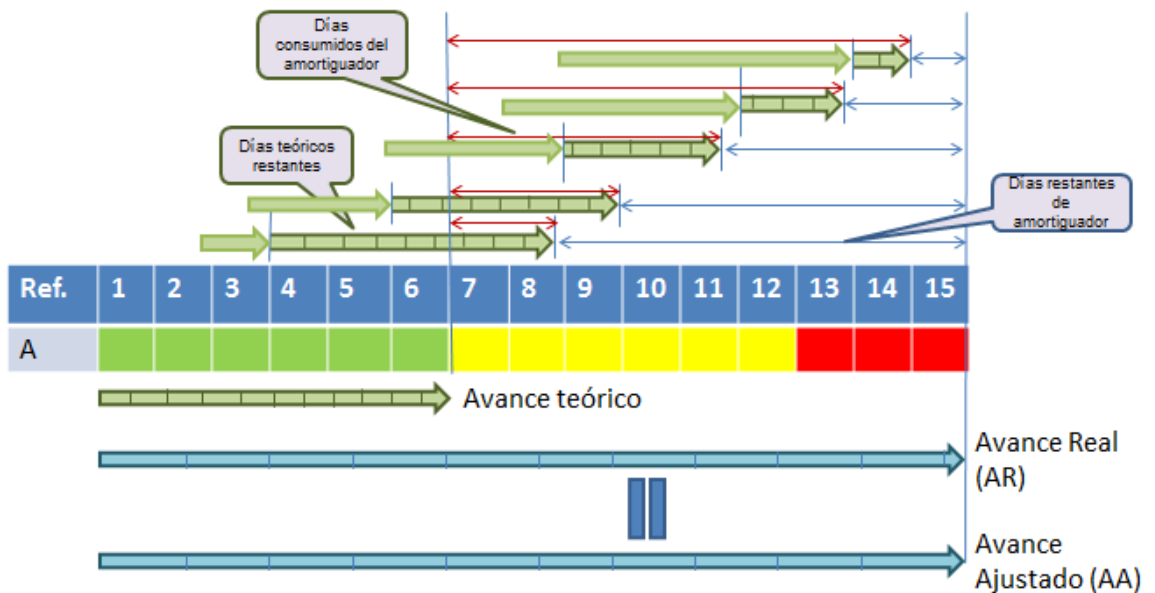 Días
consumidos del
amortiguador
Días teóricos
restantes
Días restantes
de
amortiguador
Ref. 1 2 3 4 5 6 7 8 9 10 11 12 13 14 15
A
Avance teórico
Avance Real
(AR)
Avance
Ajustado (AA)